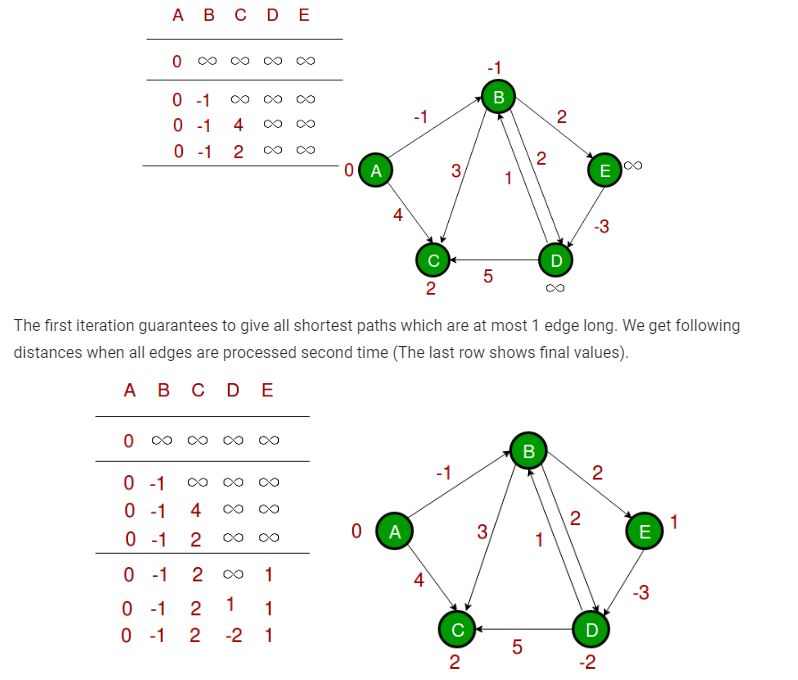 A B C D E
0 ∞ ∞ ∞ ∞
0 -1 ∞ ∞ ∞
0 -1 4 ∞ ∞
0 -1 2 ∞ ∞
-1
B
-1
2
0 A
3
1
2
E ∞
4
-3
C
D
5
2
∞
The first iteration guarantees to give all shortest paths which are at most 1 edge long. We get following
distances when all edges are processed second time (The last row shows final values).
A B C D E
0 ∞ ∞ ∞ ∞
0 -1 ∞ ∞ ∞
0 -1 4 ∞ ∞
0 -1 2 ∞ ∞
0 -1 2 ∞ 1
0 -1 2 1 1
0 -1 2 -2 1
B
-1
2
0 A
3
1
2
E 1
4
-3
C
D
5
2
-2